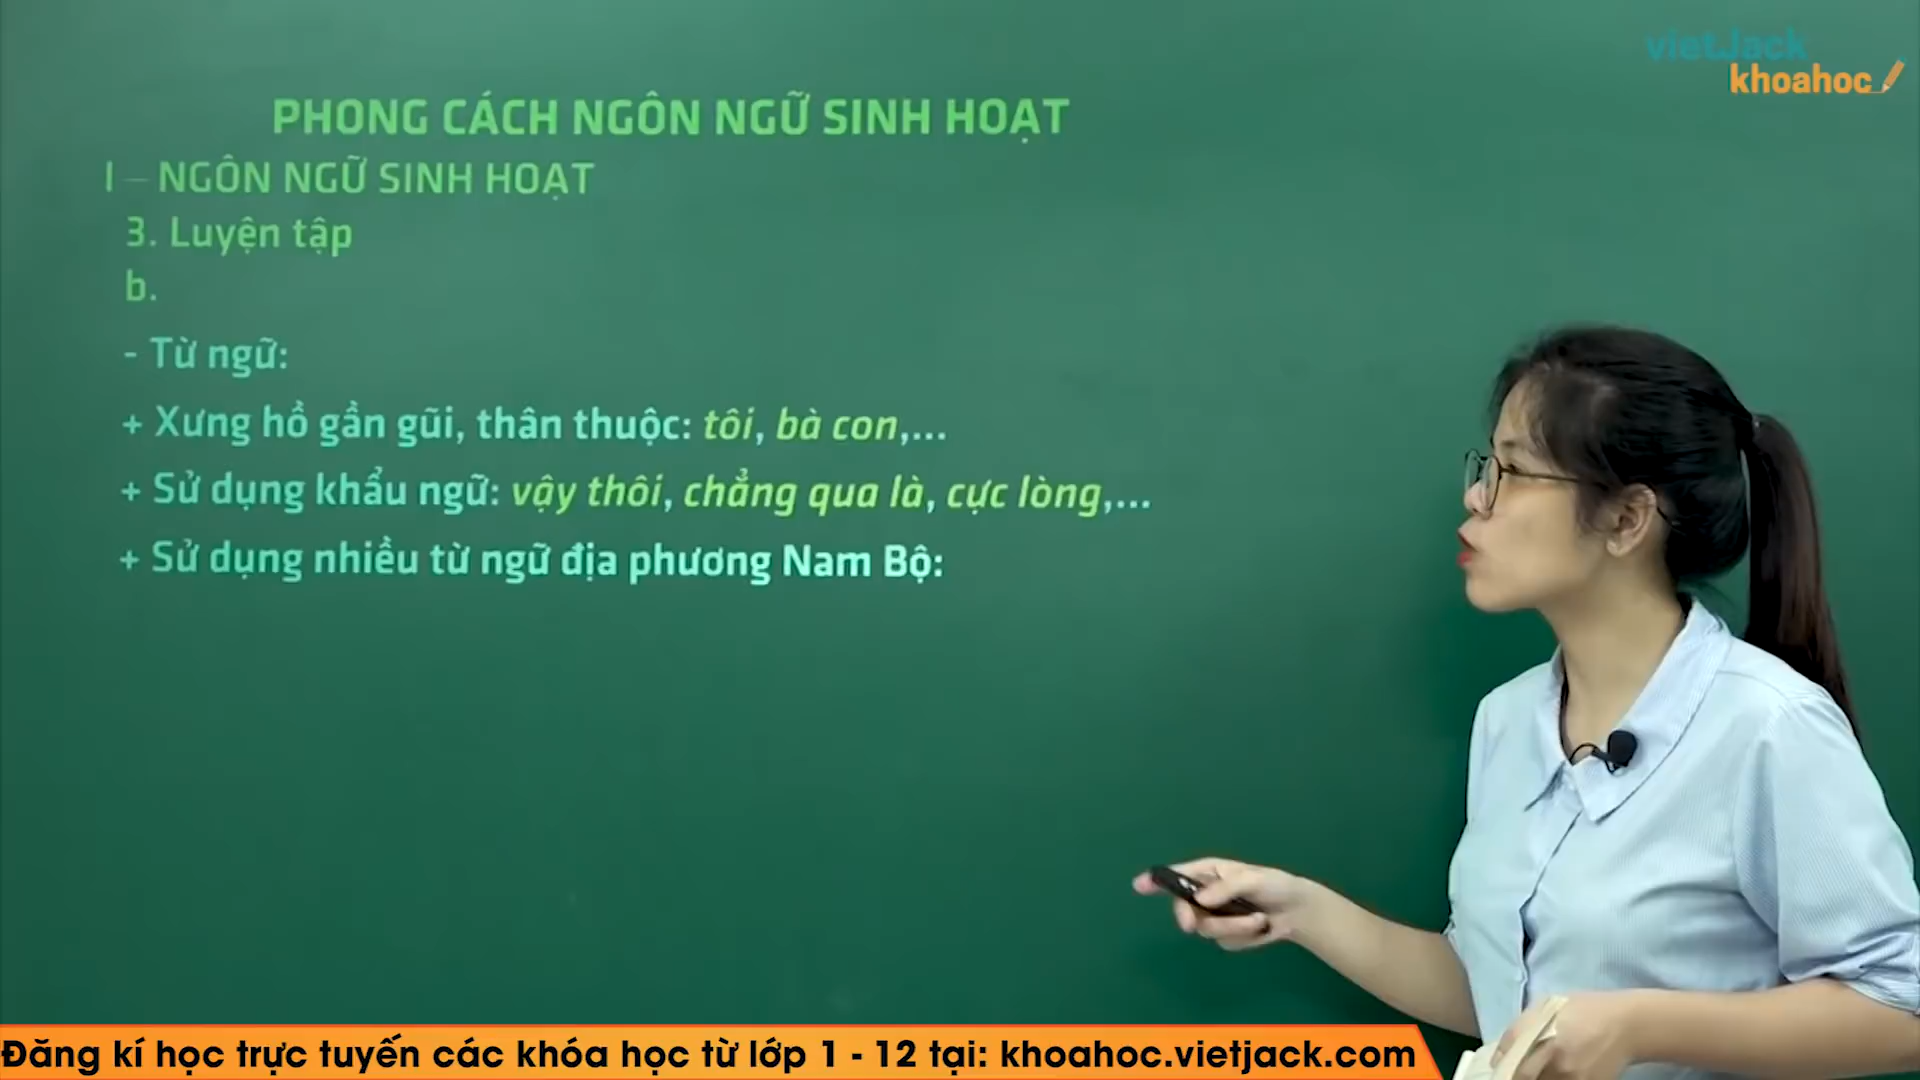 vietJack
khoahoc
PHONG CÁCH NGÔN NGỮ SINH HOẠT
I – NGÔN NGỮ SINH HOẠT
3. Luyện tập
b.
- Từ ngữ:
+ Xưng hồ gần gũi, thân thuộc: tôi, bà con,...
+ Sử dụng khẩu ngữ: vậy thôi, chẳng qua là, cực lòng,...
+ Sử dụng nhiều từ ngữ địa phương Nam Bộ:
Đăng kí học trực tuyến các khóa học từ lớp 1 - 12 tại: khoahoc.vietjack.com